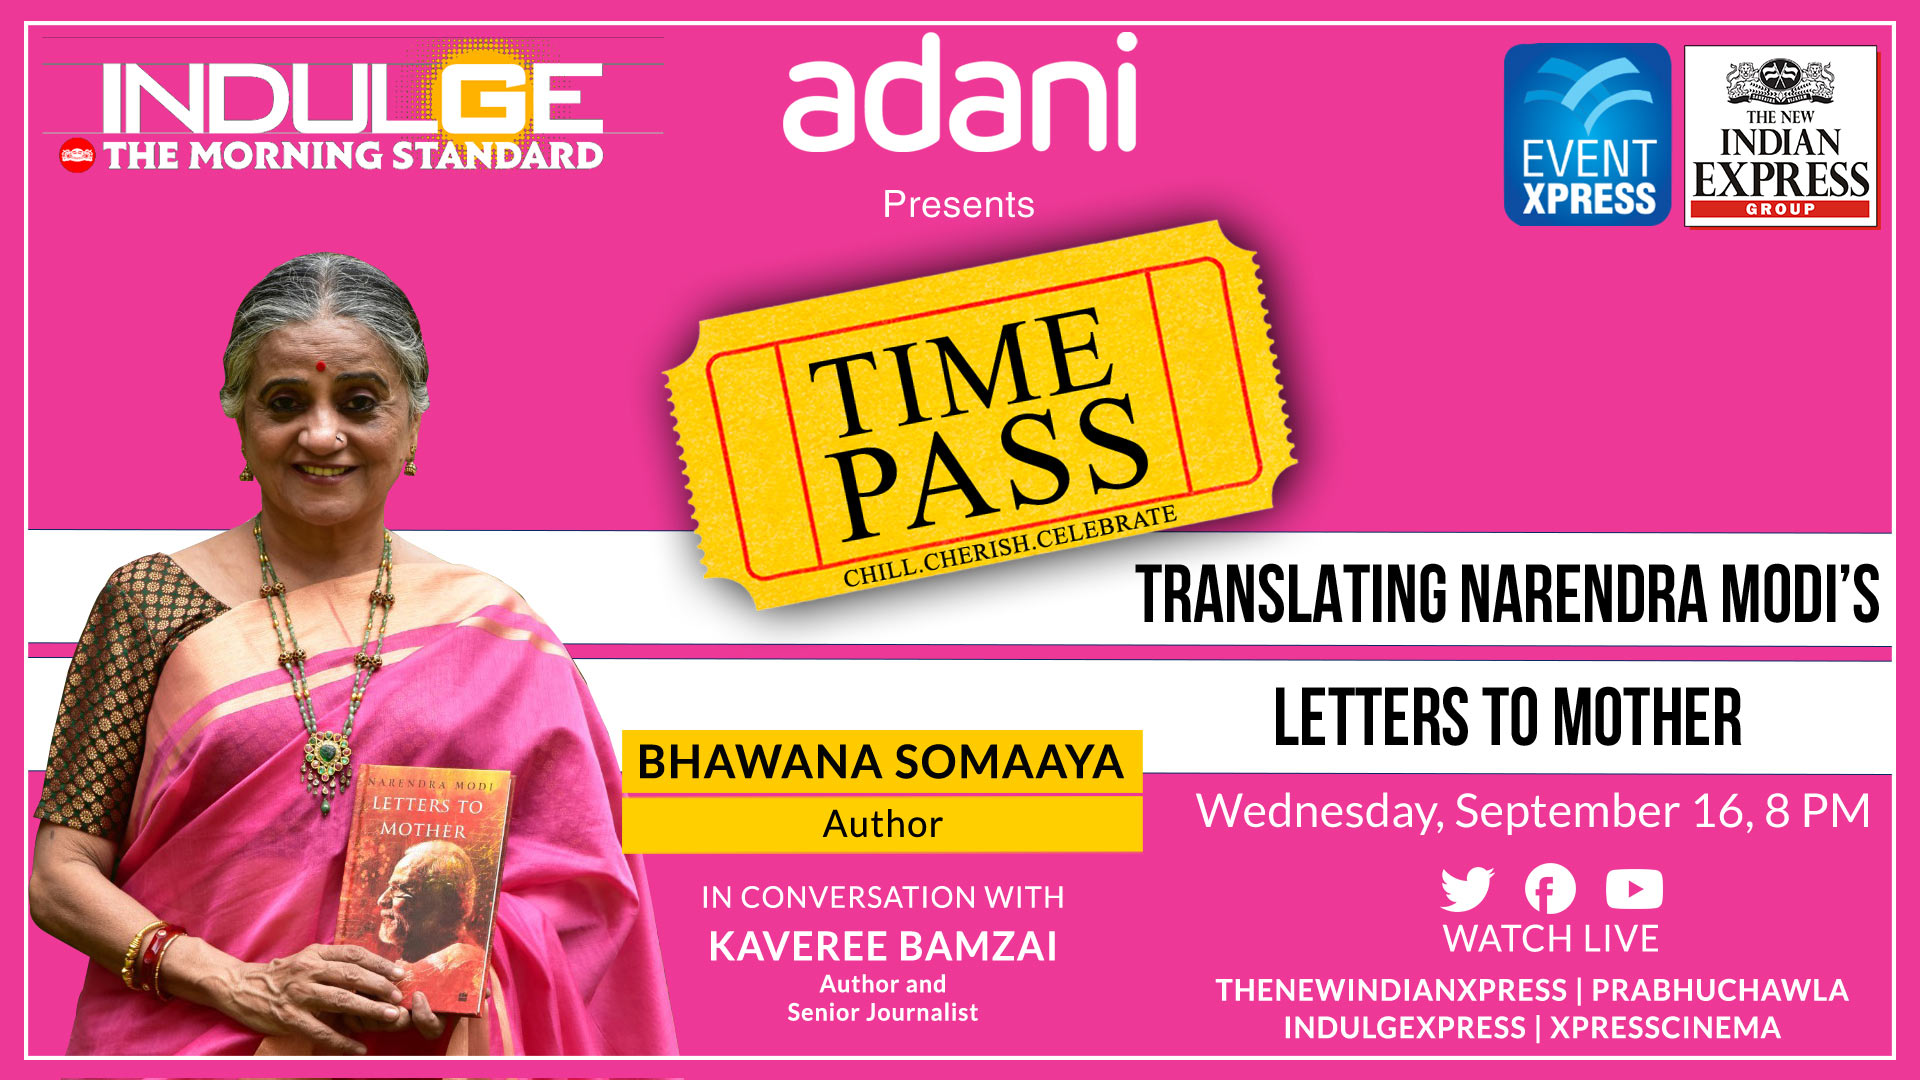 INDULGE
THE MORNING STANDARD
adani
Presents
EVENT
XPRESS
THE NEW
INDIAN
EXPRESS
GROUP
TIME
PASS
CHILL.CHERISH.CELEBRATE
TRANSLATING NARENDRA MODI'S
LETTERS TO MOTHER
BHAWANA SOMAAYA
Author
IN CONVERSATION WITH
KAVEREE BAMZAI
Author and
Senior Journalist
Wednesday, September 16, 8 PM
WATCH LIVE
THENEWINDIANXPRESS | PRABHUCHAWLA
INDULGEXPRESS | XPRESSCINEMA
NARENDRA MODI
LETTERS TO
MOTHER